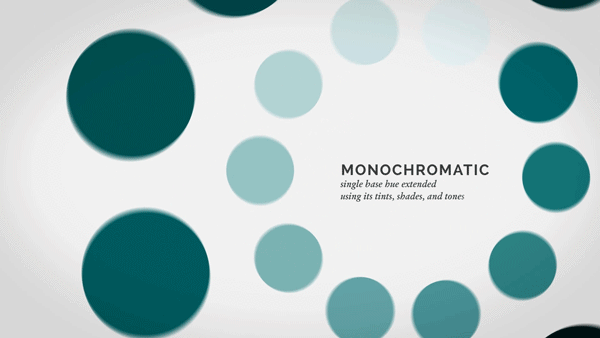 MONOCHROMATIC
single base hue extended
using its tints, shades, and tones